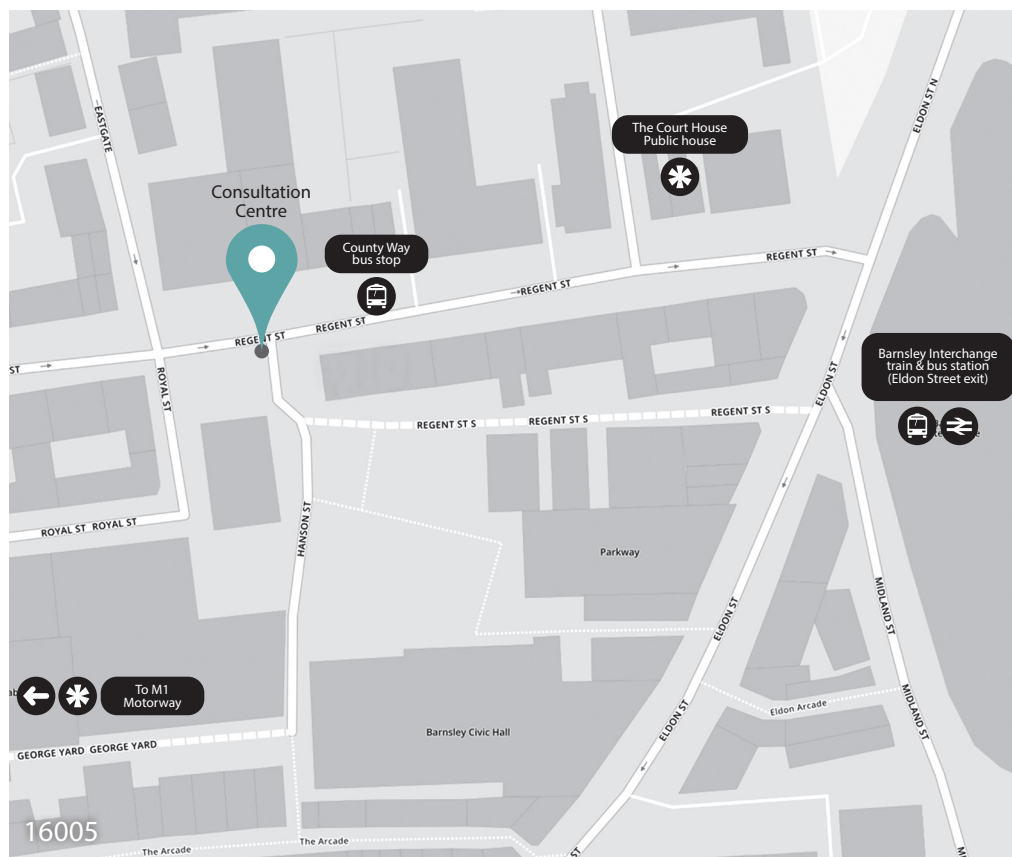 ELDON ST N
EASTGATE
The Court House
Public house
Consultation
Centre
County Way
bus stop
REGENT ST
REGENT ST
REGENT ST
REGENT ST
ST
ROYAL ST
Barnsley Interchange
train & bus station
(Eldon Street exit)
ELDON ST
REGENT ST S
REGENT ST S
REGENT ST S
HANSON ST
ROYAL ST
ROYAL ST
Parkway
ELDON ST
MIDLAND ST
To M1
Motorway
MIDLAND ST
Eldon Arcade
ELDON ST
Barnsley Civic Hall
GEORGE YARD
GEORGE YARD
16005
The Arcade
The Arcade
ST